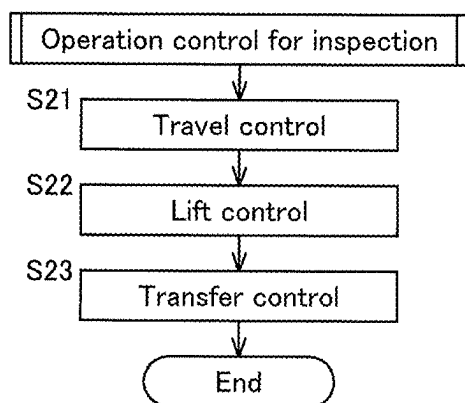 Operation control for inspection
S21
Travel control
S22
Lift control
S23
Transfer control
End